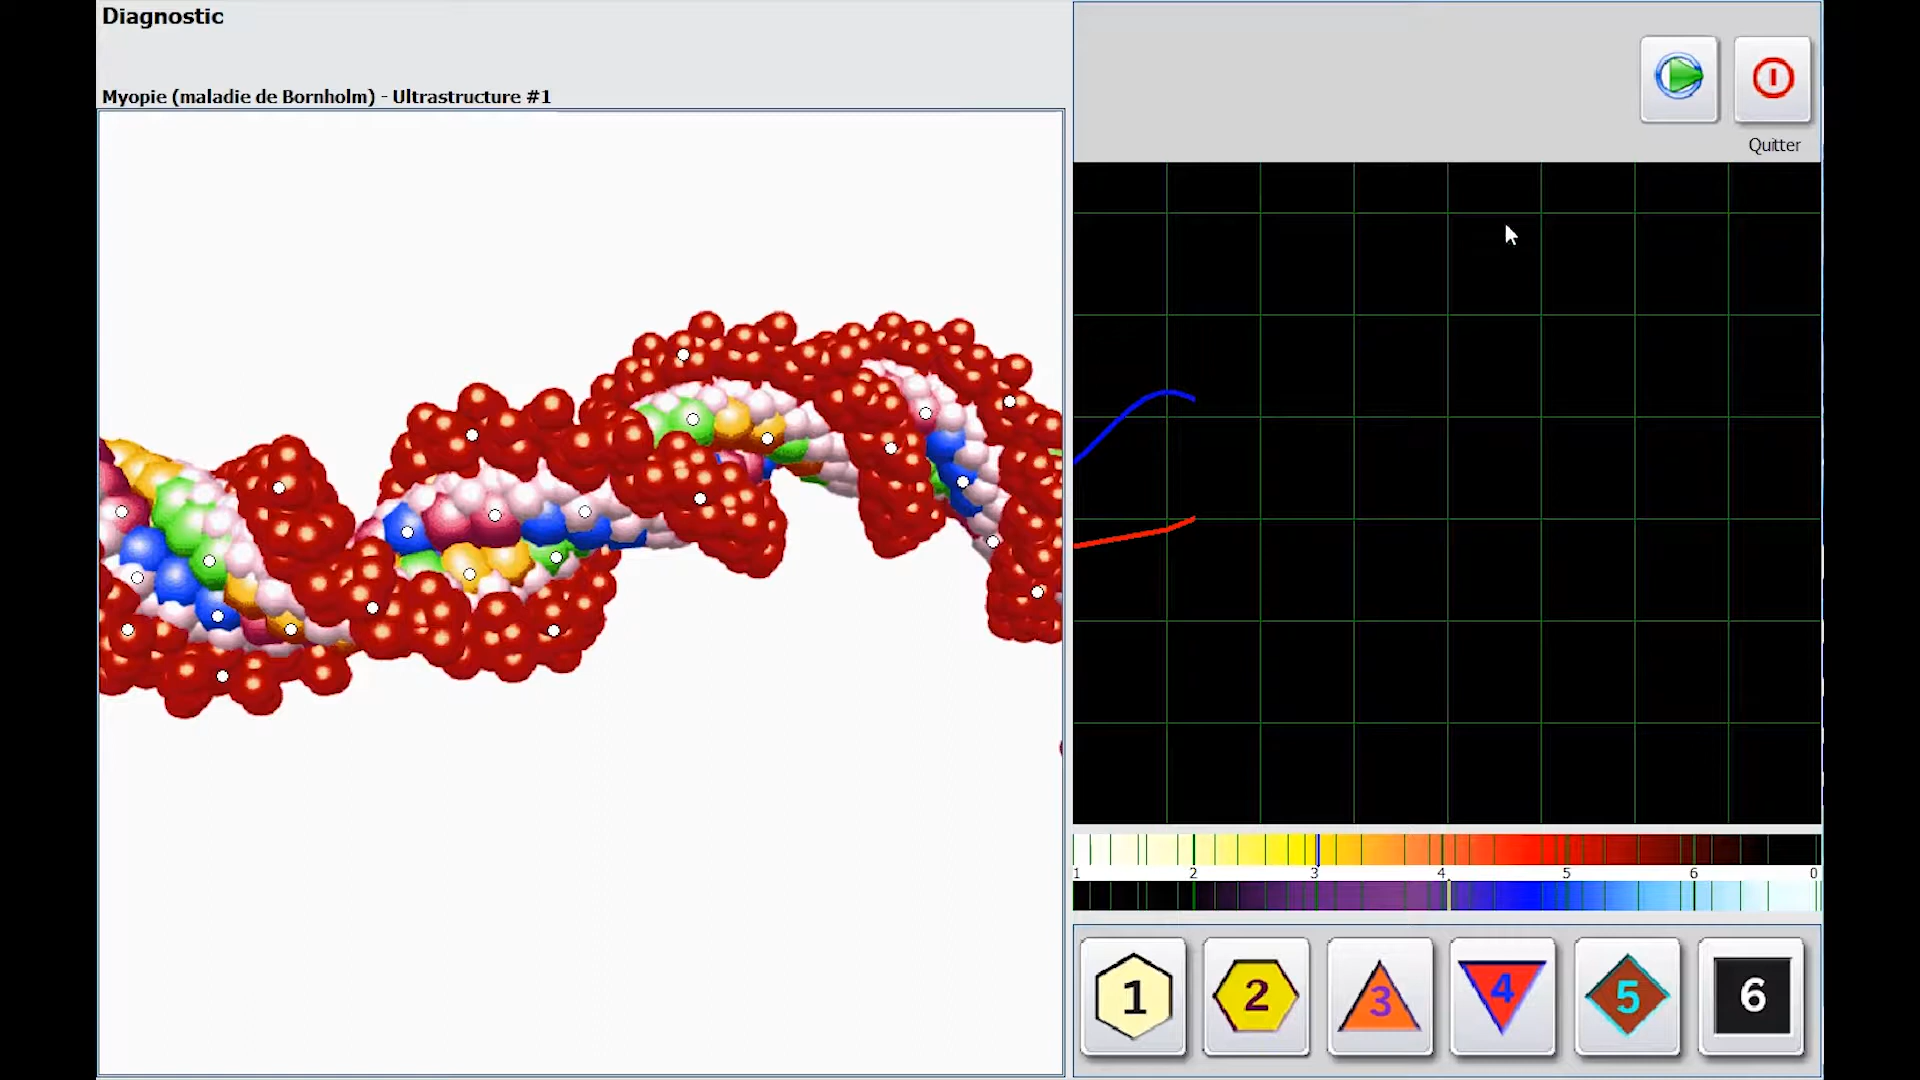 Diagnostic
Myopie (maladie de Bornholm) - Ultrastructure #1
Quitter
1 2 3 4 5 6 0
1 2 3 4 5 6